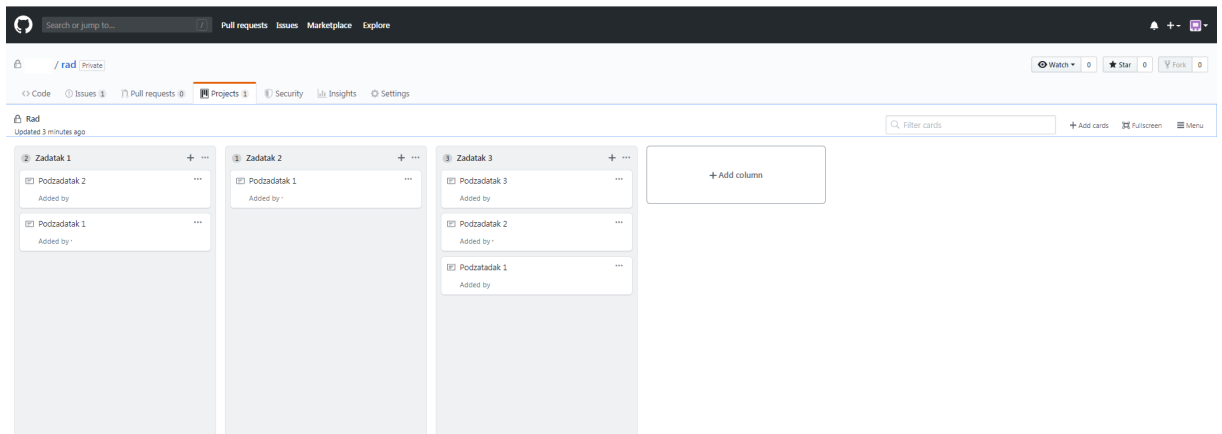 Search or jump to... / Pull requests Issues Marketplace Explore
/ rad Private Watch 0 Star 0 Fork 0
Code Issues 1 Pull requests 0 Projects 1 Security Insights Settings
Rad
Updated 3 minutes ago
Filter cards + Add cards Fullscreen Menu
2 Zadatak 1 + ...
Podzadatak 2 ...
Added by
Podzadatak 1 ...
Added by
1 Zadatak 2 + ...
Podzadatak 1 ...
Added by
3 Zadatak 3 + ...
Podzadatak 3 ...
Added by
Podzadatak 2 ...
Added by
Podzatadak 1 ...
Added by
+ Add column